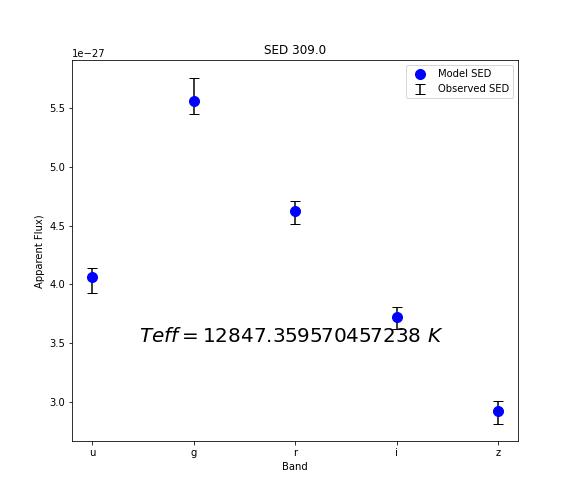 SED 309.0
1e−27
Model SED
Observed SED
5.5
5.0
4.5
4.0
3.5
3.0
Apparent Flux)
Teff = 12847.359570457238 K
u g r i z
Band